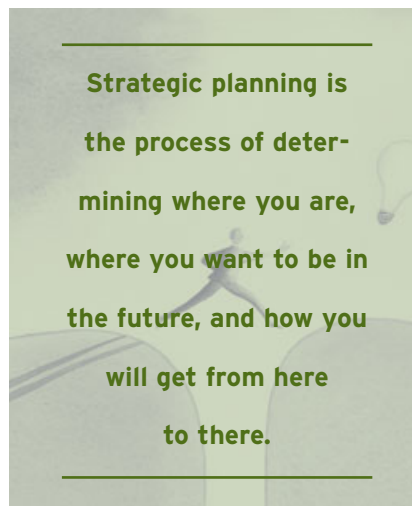 Strategic planning is
the process of deter-
mining where you are,
where you want to be in
the future, and how you
will get from here
to there.